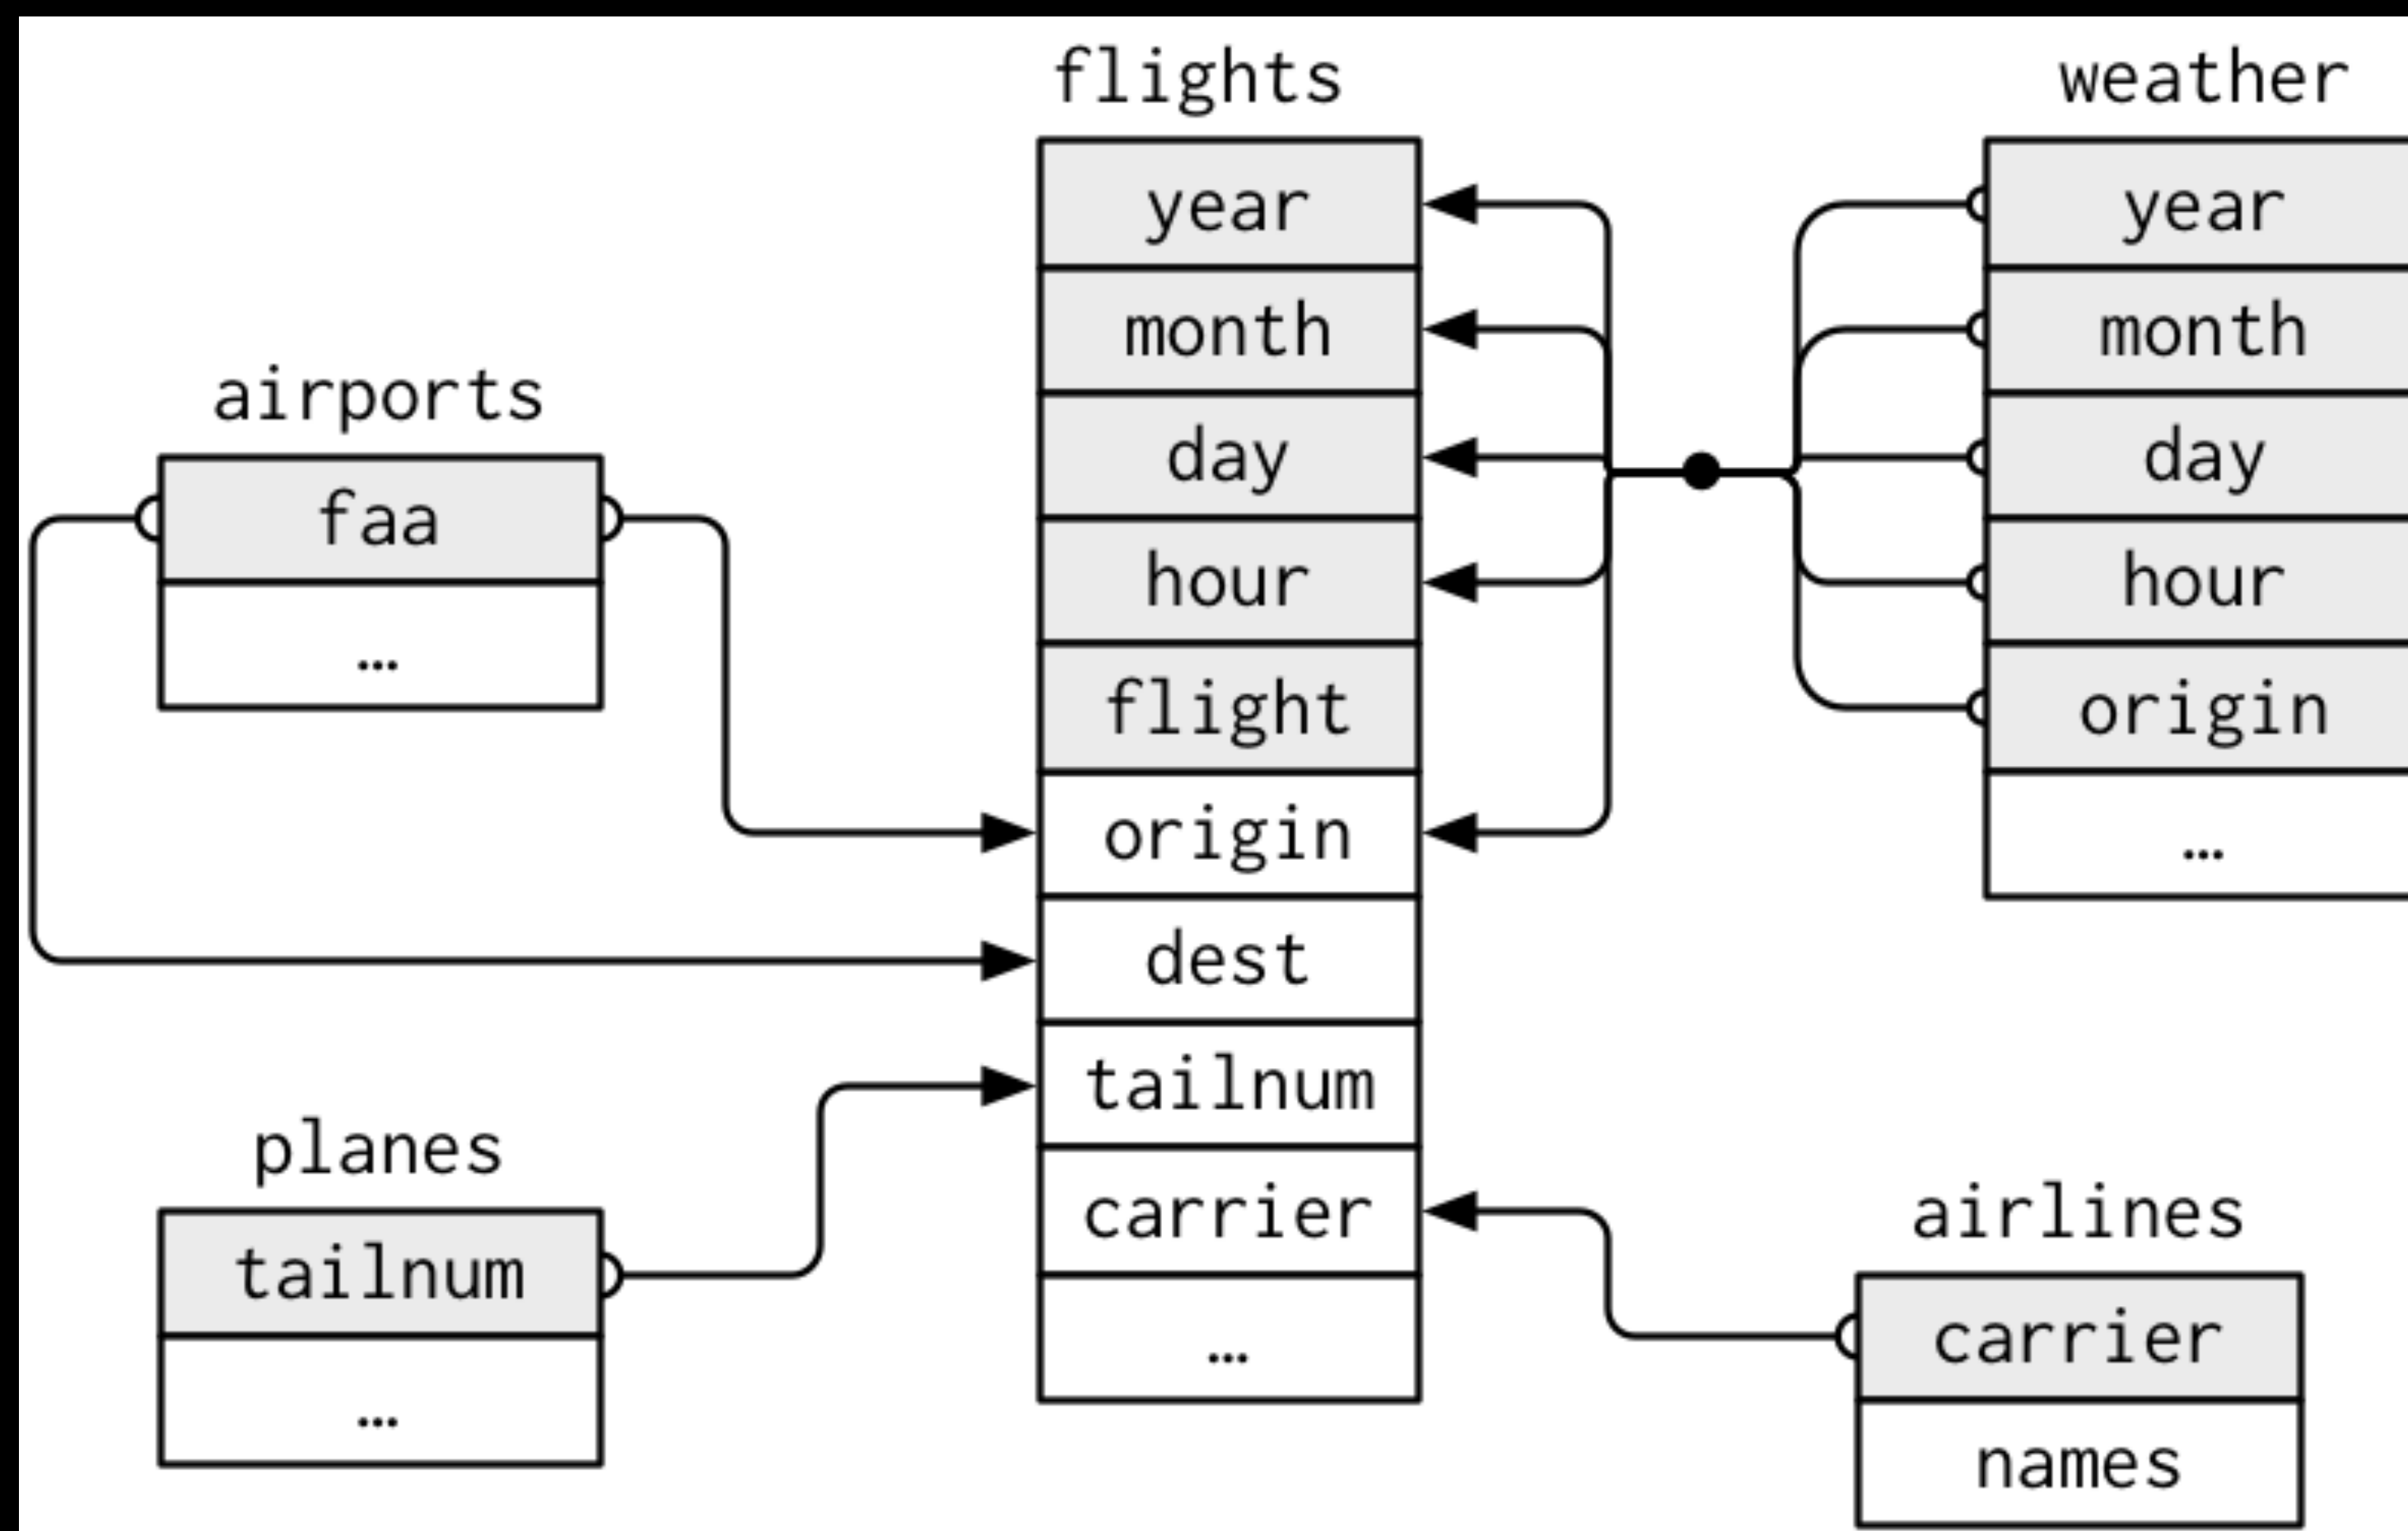 flights
year
month
day
hour
flight
origin
dest
tailnum
carrier
…
weather
year
month
day
hour
origin
…
airports
faa
…
planes
tailnum
…
airlines
carrier
names